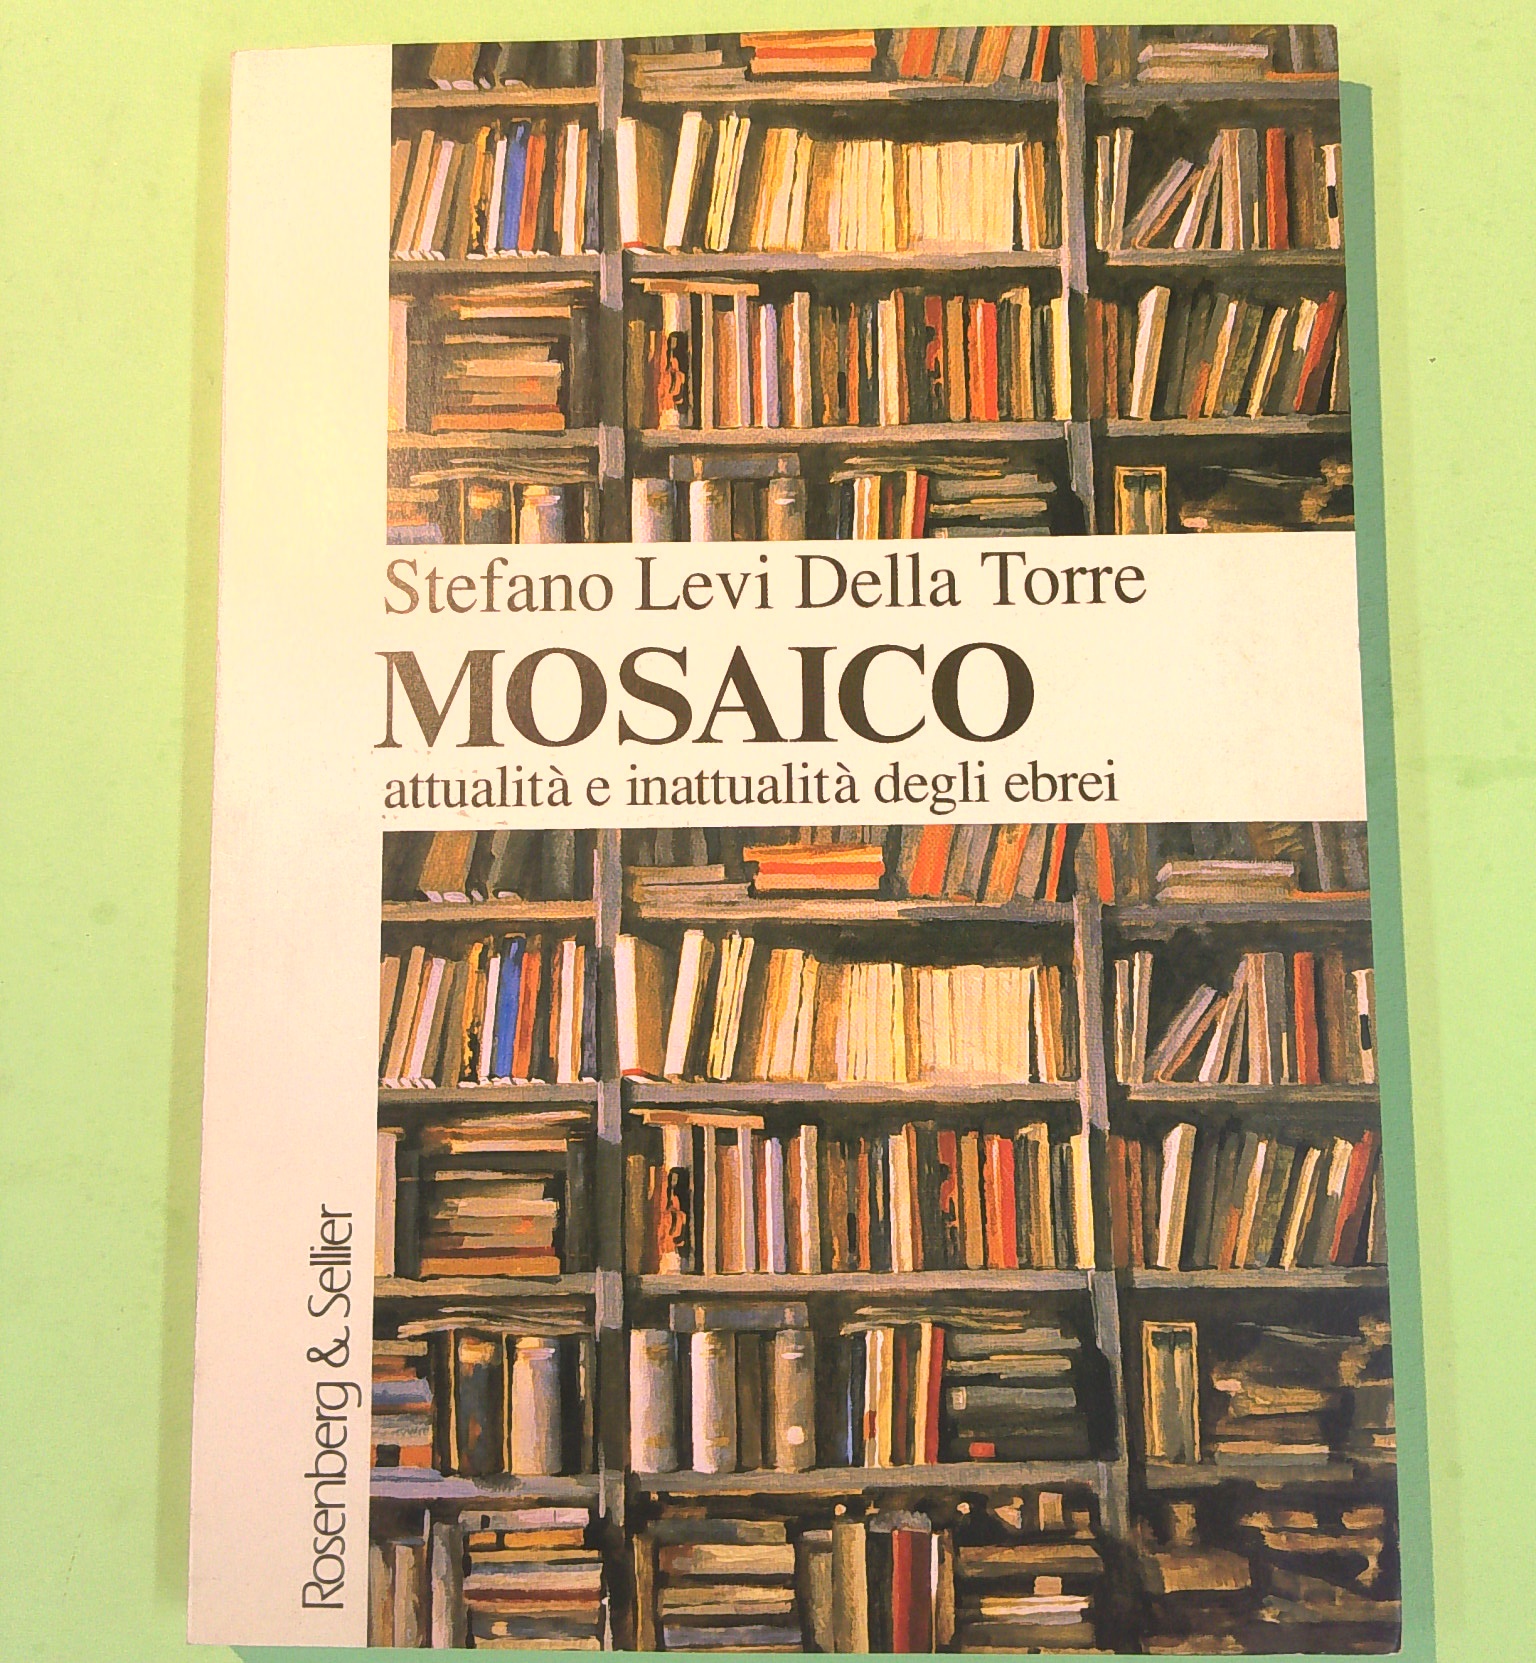 Stefano Levi Della Torre
MOSAICO
attualità e inattualità degli ebrei
Rosenberg & Sellier